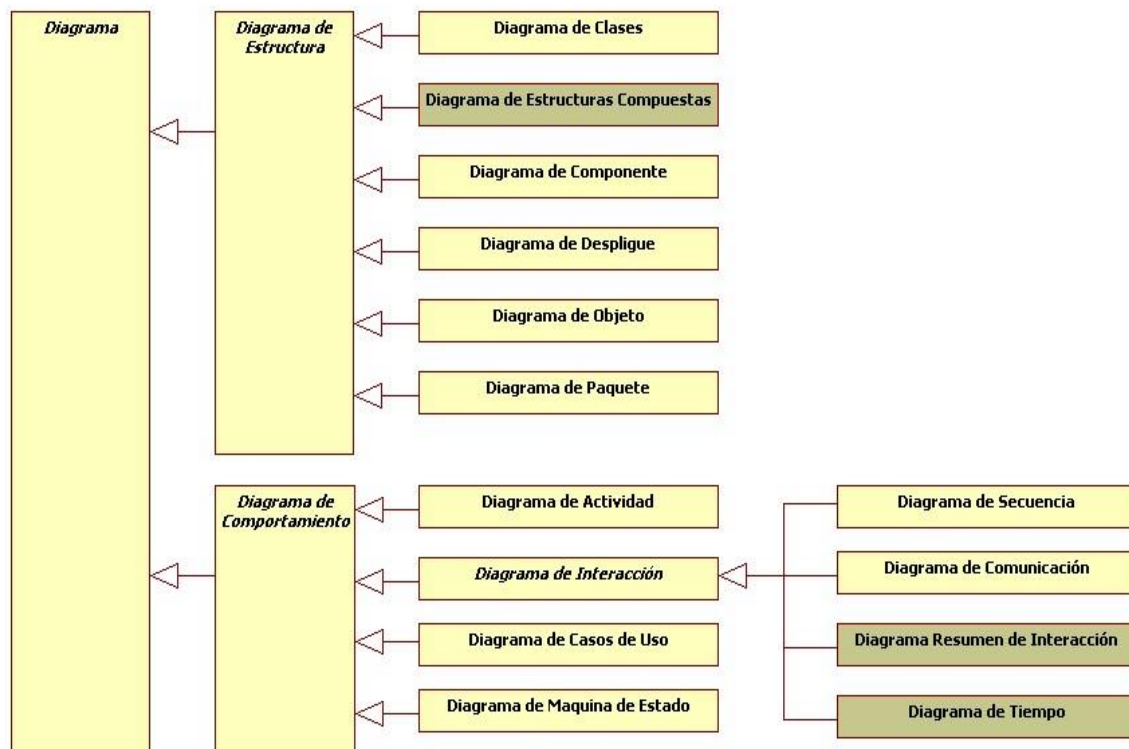 Diagrama
Diagrama de
Estructura
Diagrama de Clases
Diagrama de Estructuras Compuestas
Diagrama de Componente
Diagrama de Despligue
Diagrama de Objeto
Diagrama de Paquete
Diagrama de
Comportamiento
Diagrama de Actividad
Diagrama de Interacción
Diagrama de Casos de Uso
Diagrama de Maquina de Estado
Diagrama de Secuencia
Diagrama de Comunicación
Diagrama Resumen de Interacción
Diagrama de Tiempo